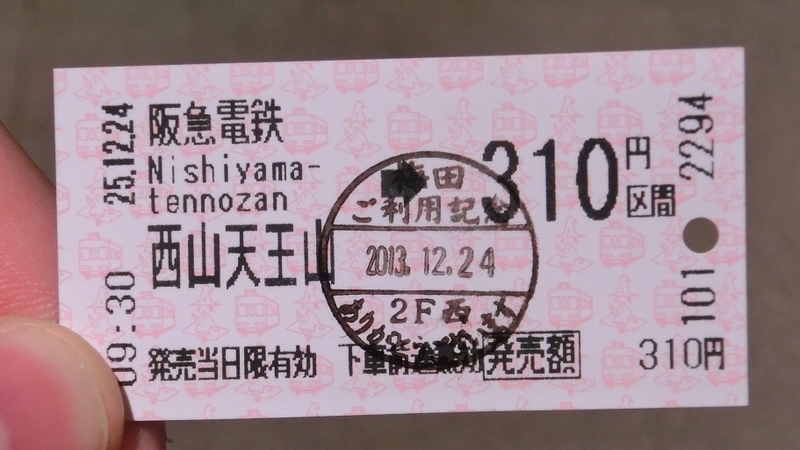 25.12.24
09:30
阪急電鉄
Nishiyama-
tennozan
西山天王山
➡ 310円
区間
梅田
ご利用記念
2013.12.24
2F西
発売当日限有効 下車前途無効
発売額 310円
2294
101